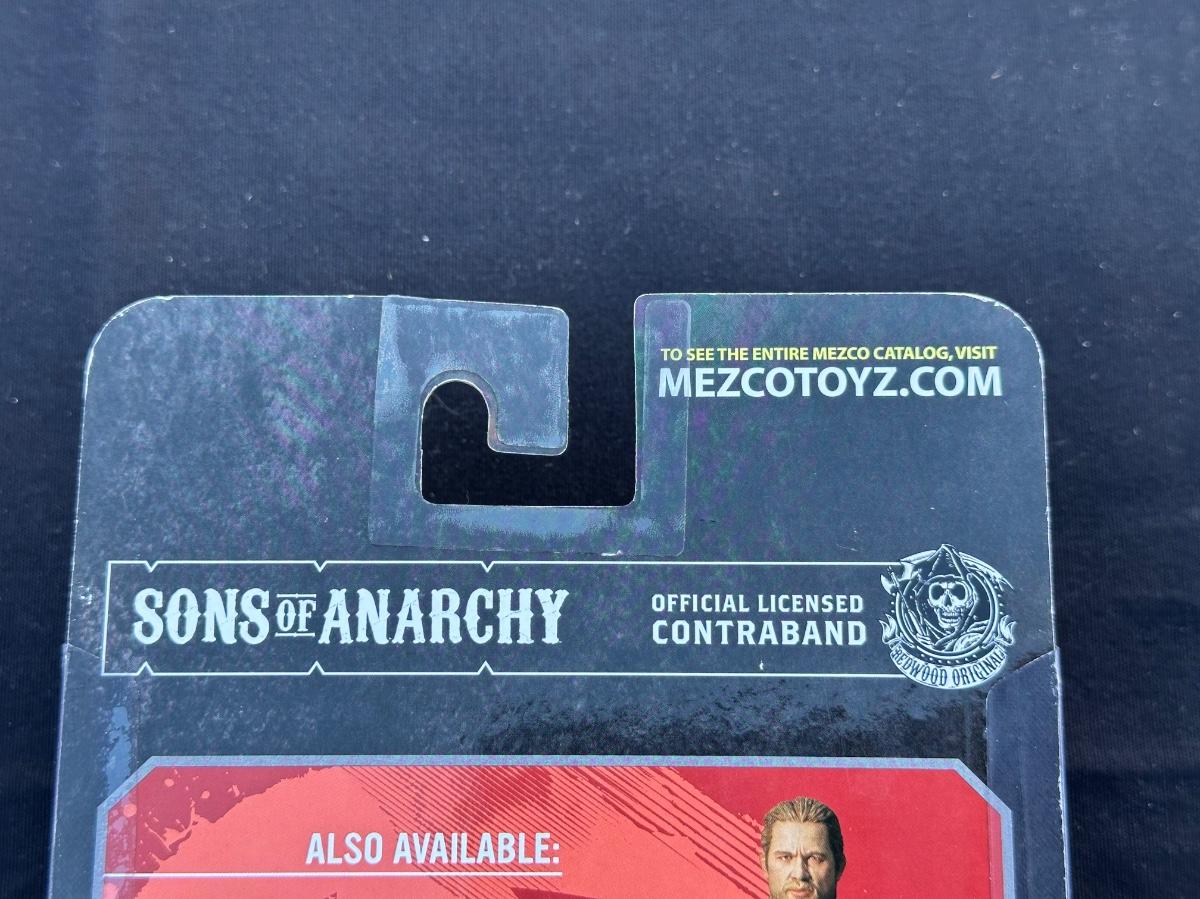 TO SEE THE ENTIRE MEZCO CATALOG, VISIT
MEZCOTOYZ.COM
SONS OF ANARCHY
OFFICIAL LICENSED
CONTRABAND
REDWOOD ORIGINAL
ALSO AVAILABLE: